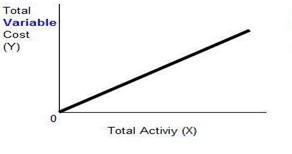 Total
Variable
Cost
(Y)
0
Total Activiy (X)